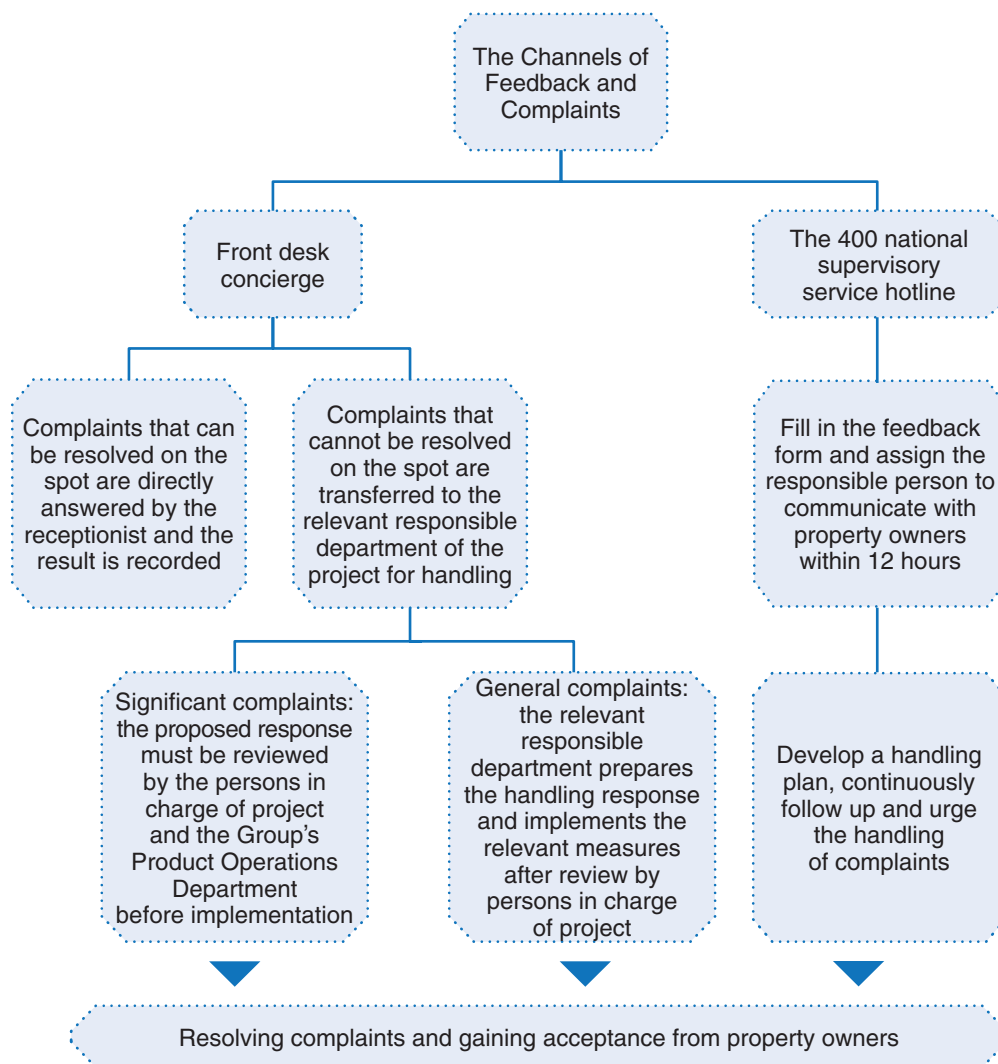 The Channels of
Feedback and
Complaints
Front desk
concierge
The 400 national
supervisory
service hotline
Complaints that can
be resolved on the
spot are directly
answered by the
receptionist and the
result is recorded
Complaints that
cannot be resolved
on the spot are
transferred to the
relevant responsible
department of the
project for handling
Fill in the feedback
form and assign the
responsible person to
communicate with
property owners
within 12 hours
Significant complaints:
the proposed response
must be reviewed
by the persons in
charge of project
and the Group's
Product Operations
Department
before implementation
General complaints:
the relevant
responsible
department prepares
the handling response
and implements the
relevant measures
after review by
persons in charge
of project
Develop a handling
plan, continuously
follow up and urge
the handling
of complaints
Resolving complaints and gaining acceptance from property owners